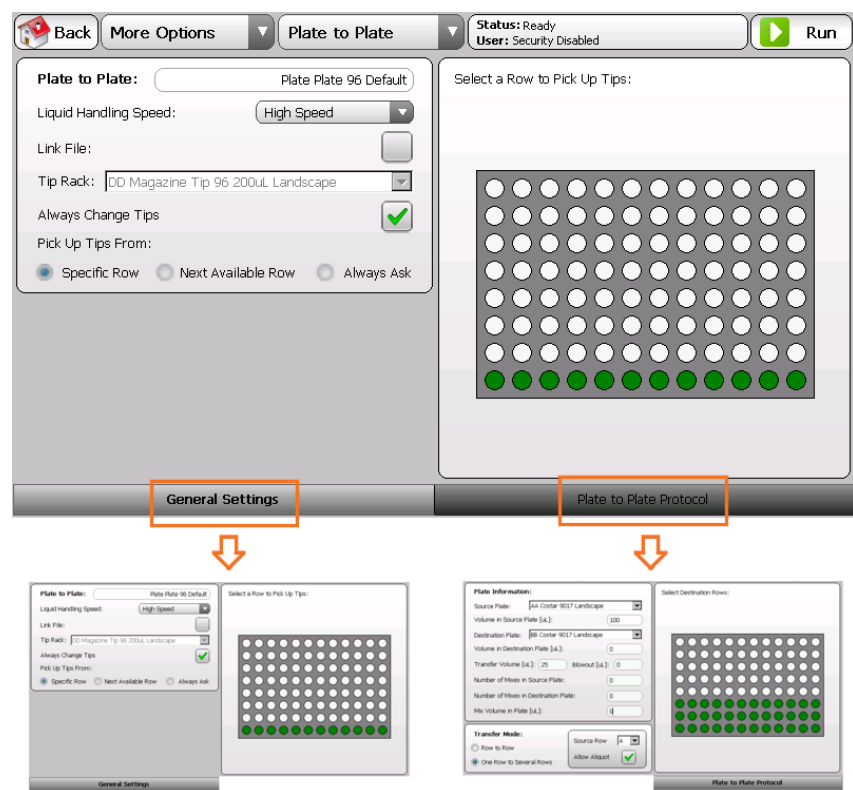 Back
More Options
Plate to Plate
Status: Ready
User: Security Disabled
Run
Plate to Plate:
Plate Plate 96 Default
Liquid Handling Speed:
High Speed
Link File:
Tip Rack:
DD Magazine Tip 96 200uL Landscape
Always Change Tips
Pick Up Tips From:
Specific Row
Next Available Row
Always Ask
Select a Row to Pick Up Tips:
General Settings
Plate to Plate Protocol
Plate to Plate:
Plate Plate 96 Default
Liquid Handling Speed:
High Speed
Link File:
Tip Rack:
DD Magazine Tip 96 200uL Landscape
Always Change Tips
Pick Up Tips From:
Specific Row
Next Available Row
Always Ask
Select a Row to Pick Up Tips:
General Settings
Plate Information:
Source Plate:
AA Costar 9017 Landscape
Volume in Source Plate [uL]:
100
Destination Plate:
BB Costar 9017 Landscape
Volume in Destination Plate [uL]:
0
Transfer Volume [uL]:
25
Blowout [uL]:
0
Number of Mixes in Source Plate:
0
Number of Mixes in Destination Plate:
0
Mix Volume in Plate [uL]:
0
Transfer Mode:
Row to Row
One Row to Several Rows
Source Row
A
Allow Aliquot
Select Destination Rows:
Plate to Plate Protocol